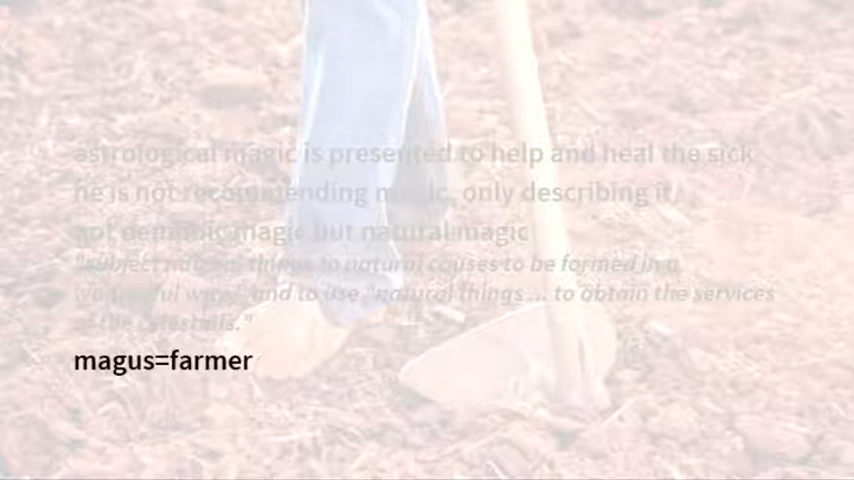 astrological magic is presented to help and heal the sick
he is not recommending magic, only describing it
not demonic magic but natural magic
"subject natural things to natural causes to be formed in a
wonderful way" and to use "natural things ... to obtain the services
of the celestials."
magus=farmer